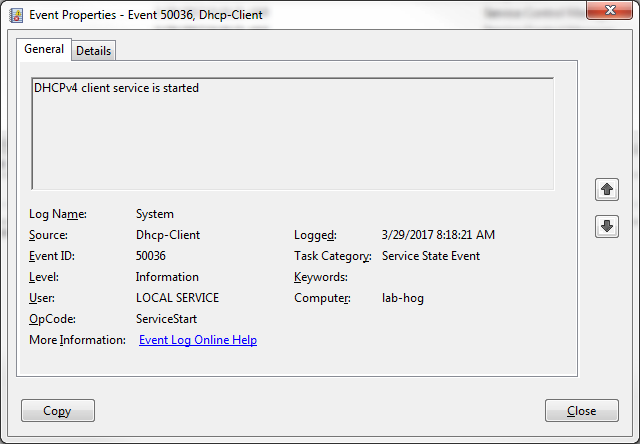 Event Properties - Event 50036, Dhcp-Client
General Details
DHCPv4 client service is started
Log Name: System
Source: Dhcp-Client Logged: 3/29/2017 8:18:21 AM
Event ID: 50036 Task Category: Service State Event
Level: Information Keywords:
User: LOCAL SERVICE Computer: lab-hog
OpCode: ServiceStart
More Information: Event Log Online Help
Copy Close